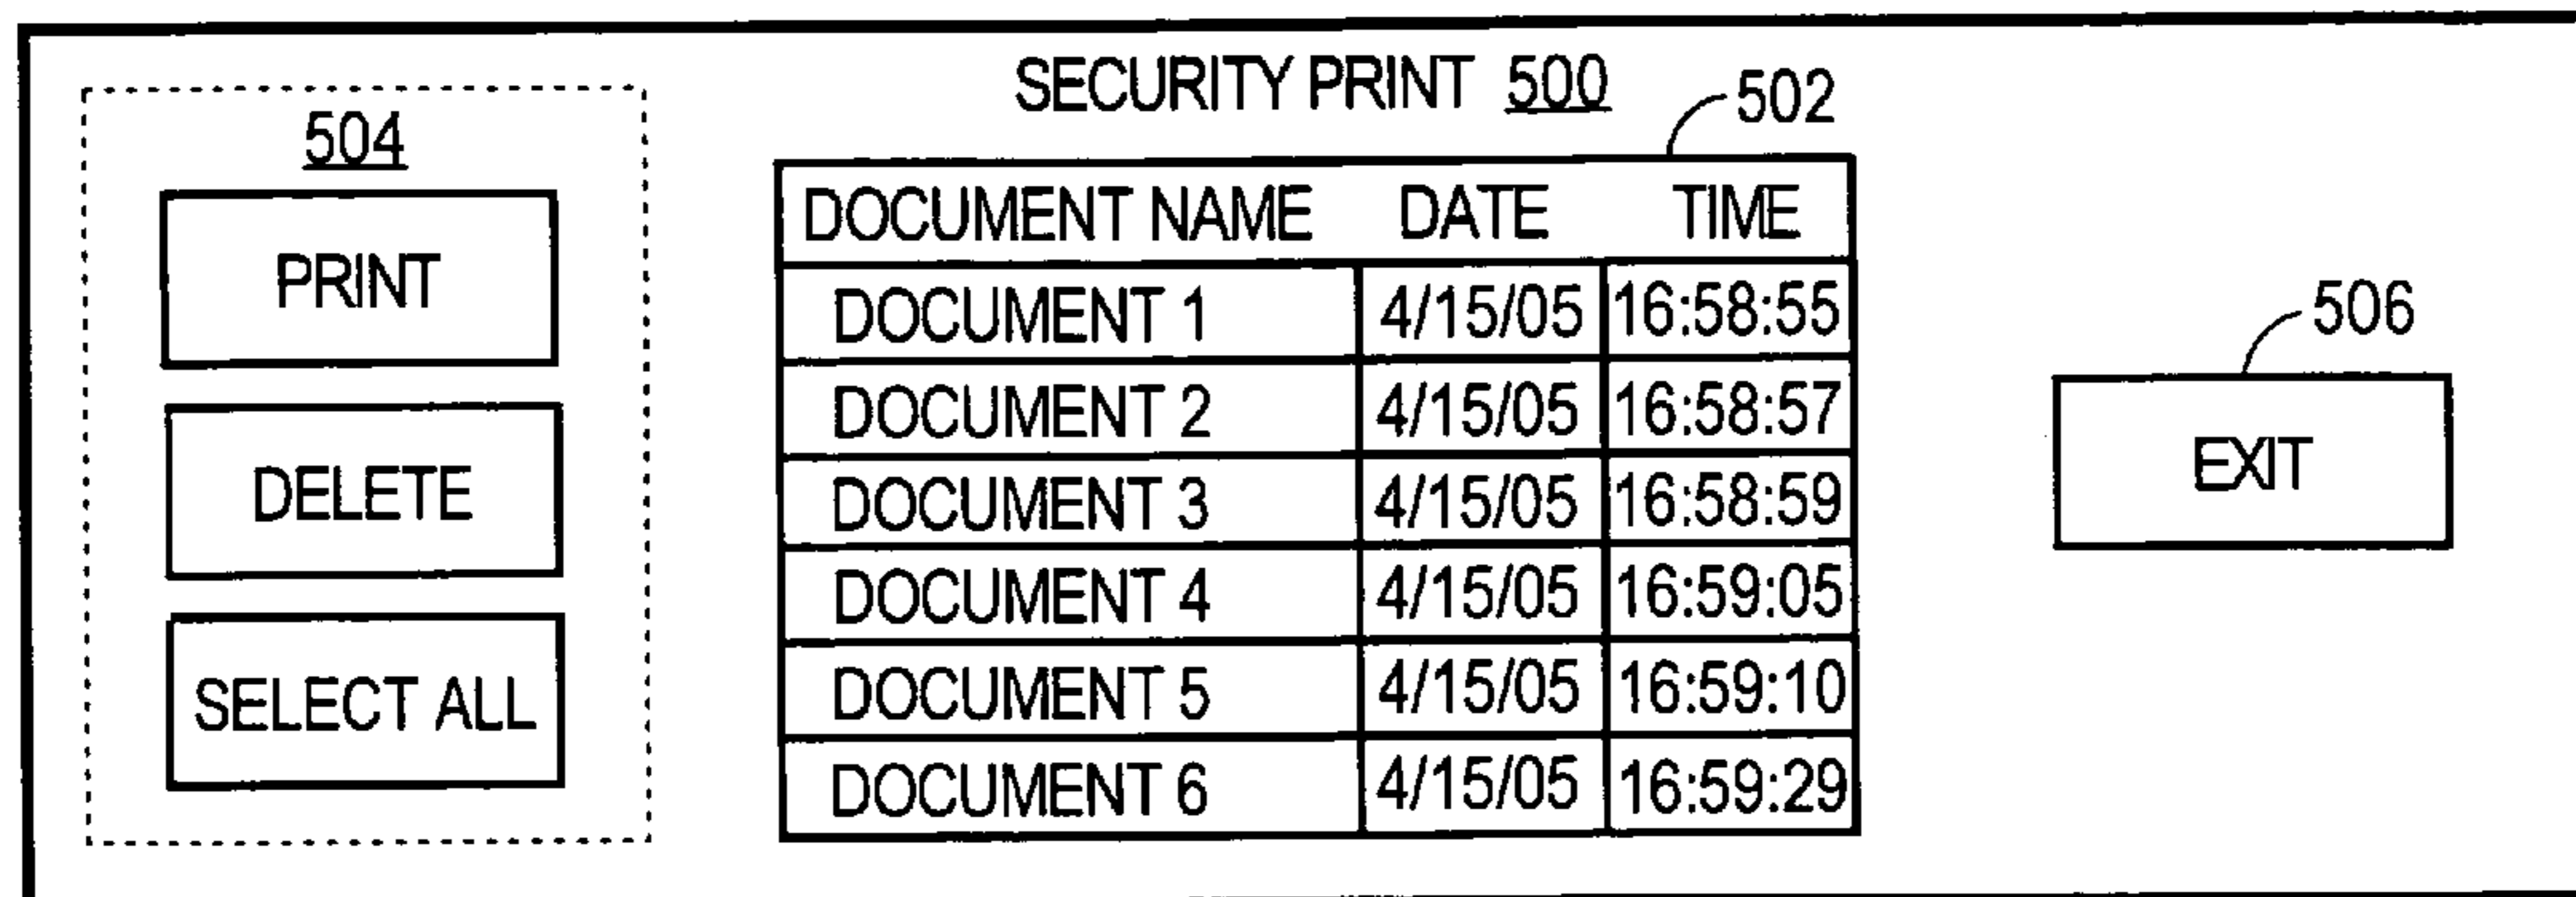 SECURITY PRINT 500
502
504
PRINT
DELETE
SELECT ALL
DOCUMENT NAME DATE TIME
DOCUMENT 1 4/15/05 16:58:55
DOCUMENT 2 4/15/05 16:58:57
DOCUMENT 3 4/15/05 16:58:59
DOCUMENT 4 4/15/05 16:59:05
DOCUMENT 5 4/15/05 16:59:10
DOCUMENT 6 4/15/05 16:59:29
506
EXIT